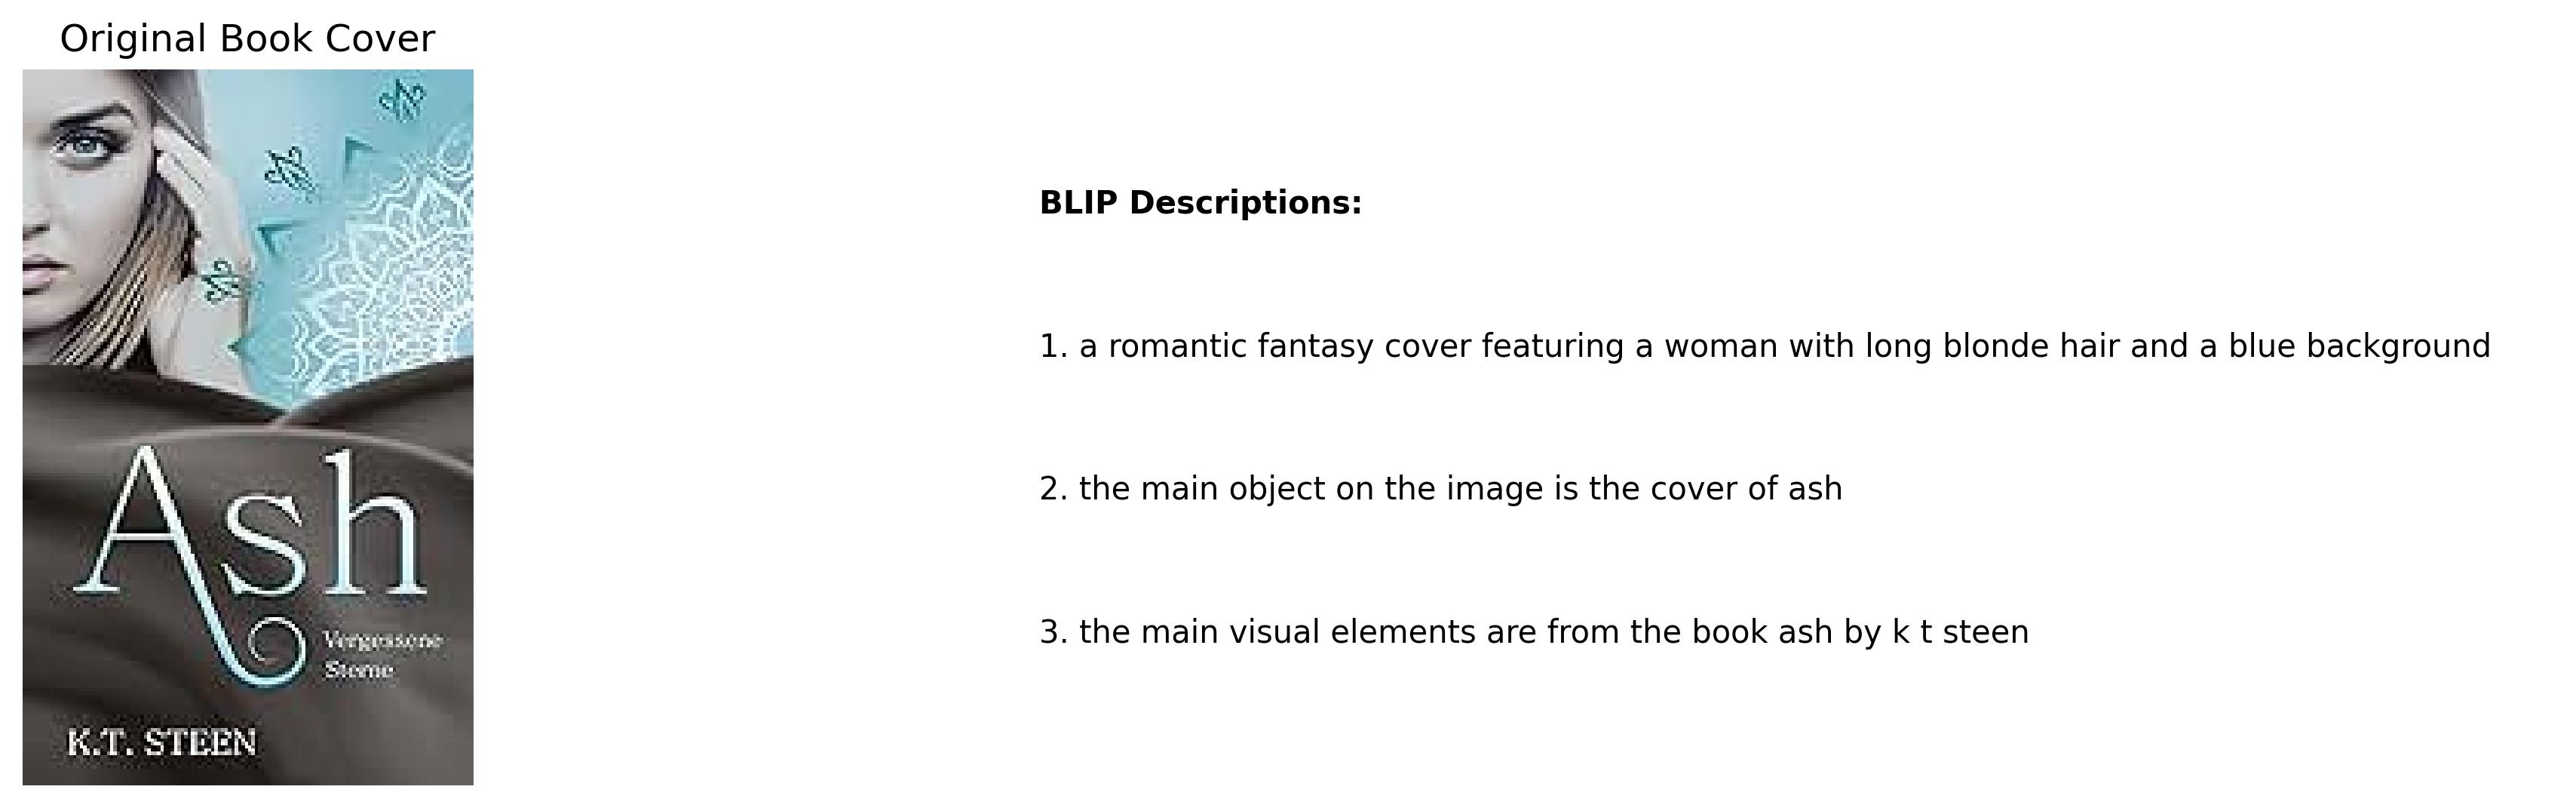 Original Book Cover
Ash
Vergessene
Sterne
K.T. STEEN
BLIP Descriptions:
1. a romantic fantasy cover featuring a woman with long blonde hair and a blue background
2. the main object on the image is the cover of ash
3. the main visual elements are from the book ash by k t steen